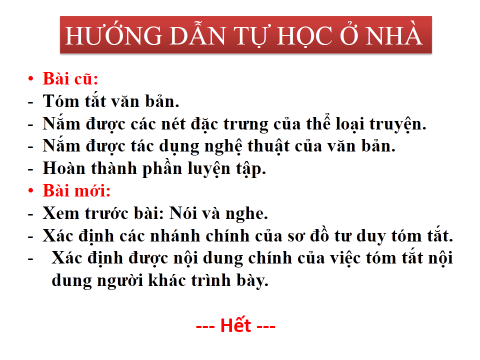 HƯỚNG DẪN TỰ HỌC Ở NHÀ
• Bài cũ:
- Tóm tắt văn bản.
- Nắm được các nét đặc trưng của thể loại truyện.
- Nắm được tác dụng nghệ thuật của văn bản.
- Hoàn thành phần luyện tập.
• Bài mới:
- Xem trước bài: Nói và nghe.
- Xác định các nhánh chính của sơ đồ tư duy tóm tắt.
- Xác định được nội dung chính của việc tóm tắt nội
dung người khác trình bày.
--- Hết ---